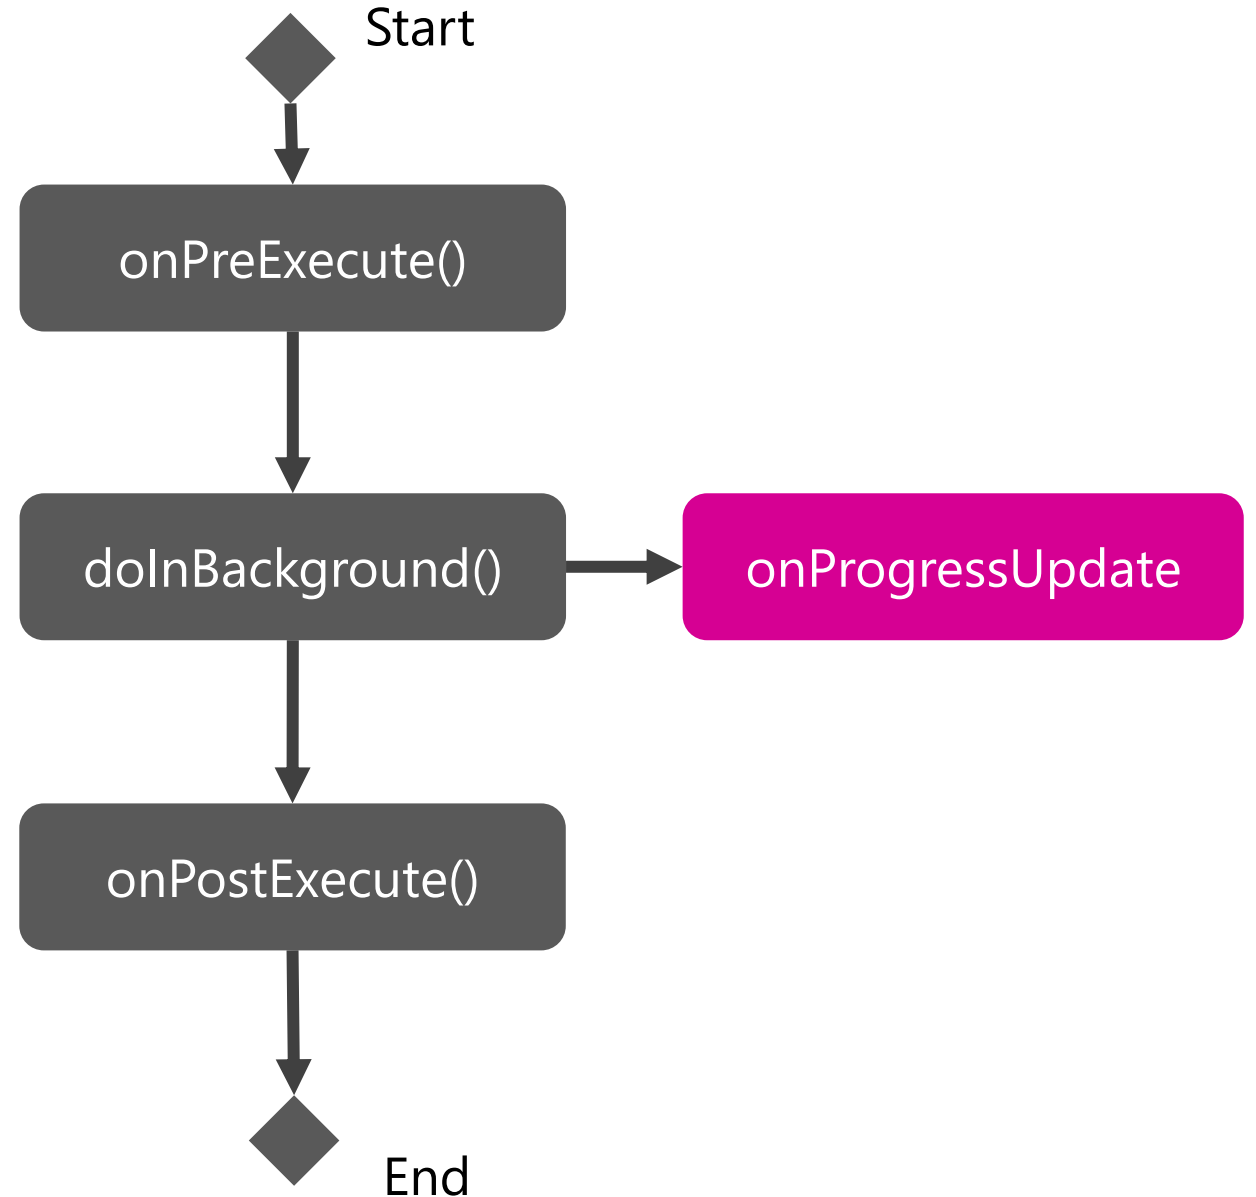 Start
onPreExecute()
doInBackground()
onProgressUpdate
onPostExecute()
End